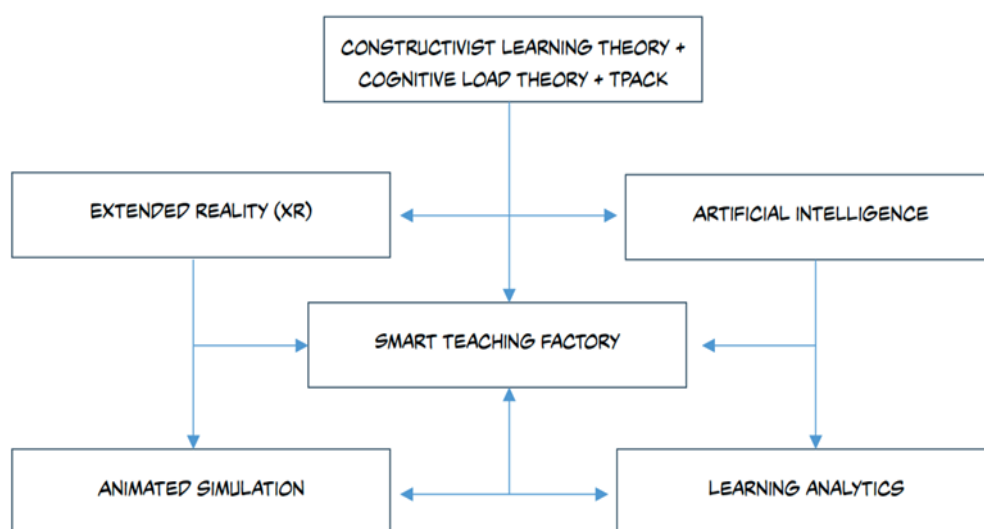 CONSTRUCTIVIST LEARNING THEORY +
COGNITIVE LOAD THEORY + TPACK
EXTENDED REALITY (XR)
ARTIFICIAL INTELLIGENCE
SMART TEACHING FACTORY
ANIMATED SIMULATION
LEARNING ANALYTICS